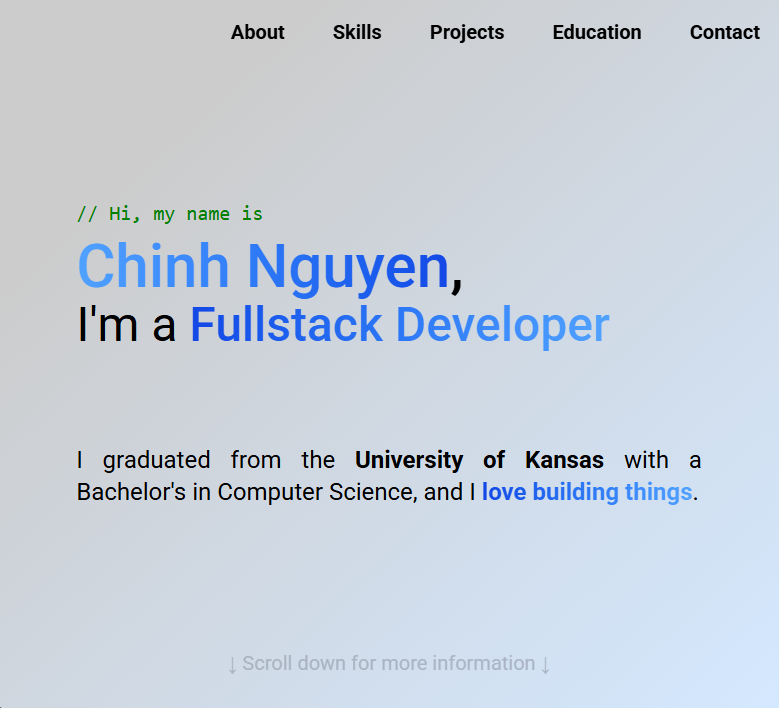 About Skills Projects Education Contact
// Hi, my name is
Chinh Nguyen,
I'm a Fullstack Developer
I graduated from the University of Kansas with a
Bachelor's in Computer Science, and I love building things.
↓ Scroll down for more information ↓